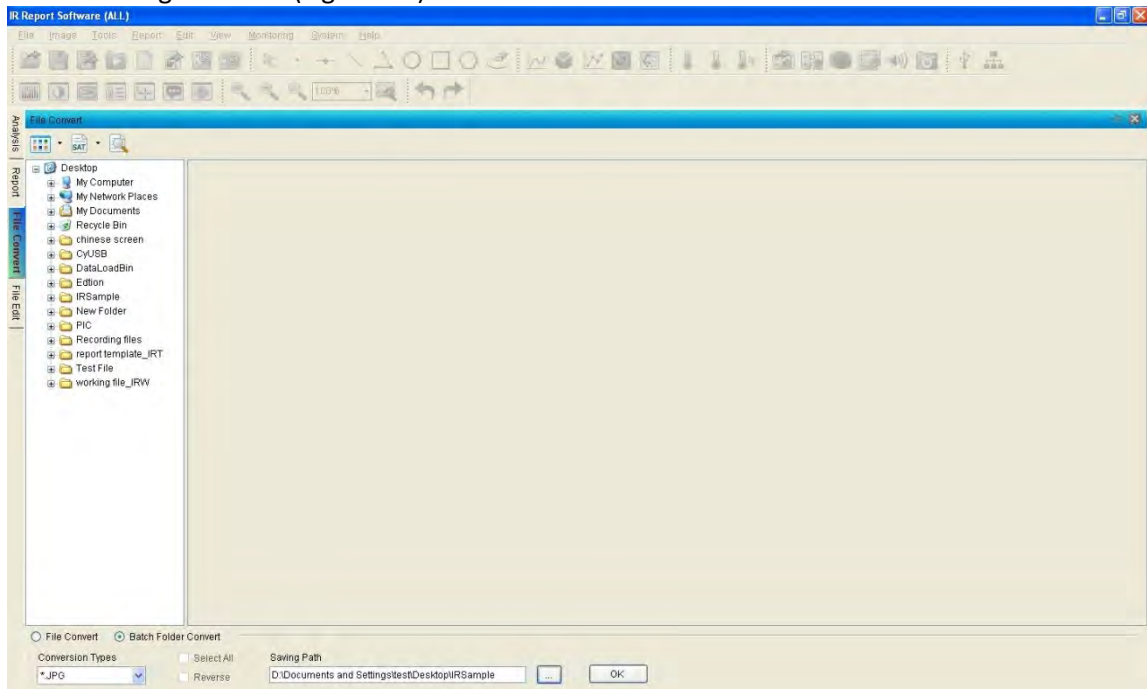 IR Report Software (ALL)
File Image Tools Report Edit View Monitoring System Help
100%
File Convert
SAT
Analysis
Report
File Convert
File Edit
Desktop
My Computer
My Network Places
My Documents
Recycle Bin
chinese screen
CyUSB
DataLoadBin
Edtion
IRSample
New Folder
PIC
Recording files
report template_IRT
Test File
working file_IRW
File Convert Batch Folder Convert
Conversion Types Select All Saving Path
*.JPG Reverse D:\Documents and Settings\test\Desktop\IRSample ... OK